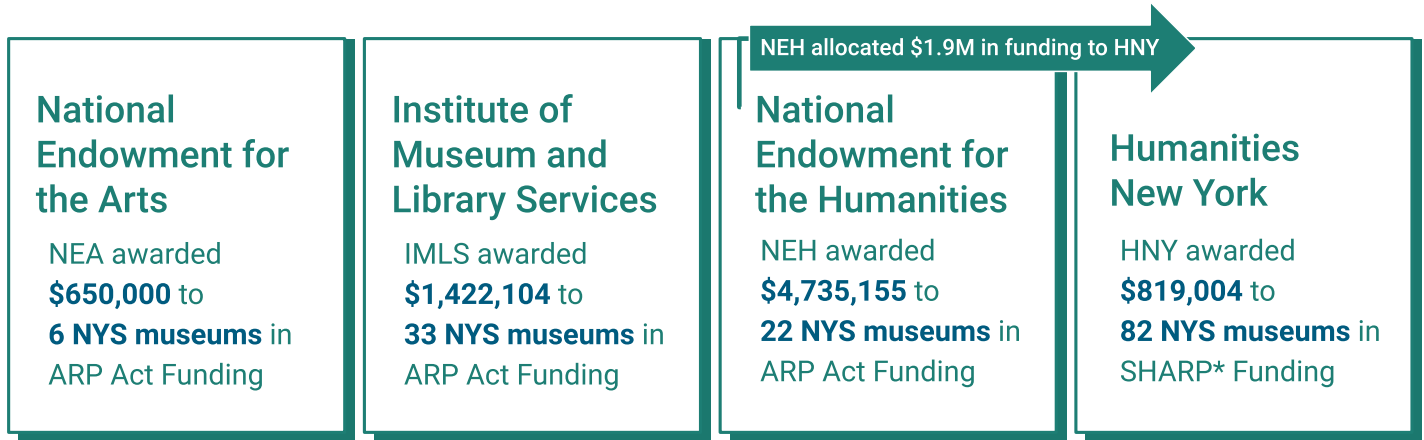 NEH allocated $1.9M in funding to HNY
National
Endowment for
the Arts
NEA awarded
$650,000 to
6 NYS museums in
ARP Act Funding
Institute of
Museum and
Library Services
IMLS awarded
$1,422,104 to
33 NYS museums in
ARP Act Funding
National
Endowment for
the Humanities
NEH awarded
$4,735,155 to
22 NYS museums in
ARP Act Funding
Humanities
New York
HNY awarded
$819,004 to
82 NYS museums in
SHARP* Funding